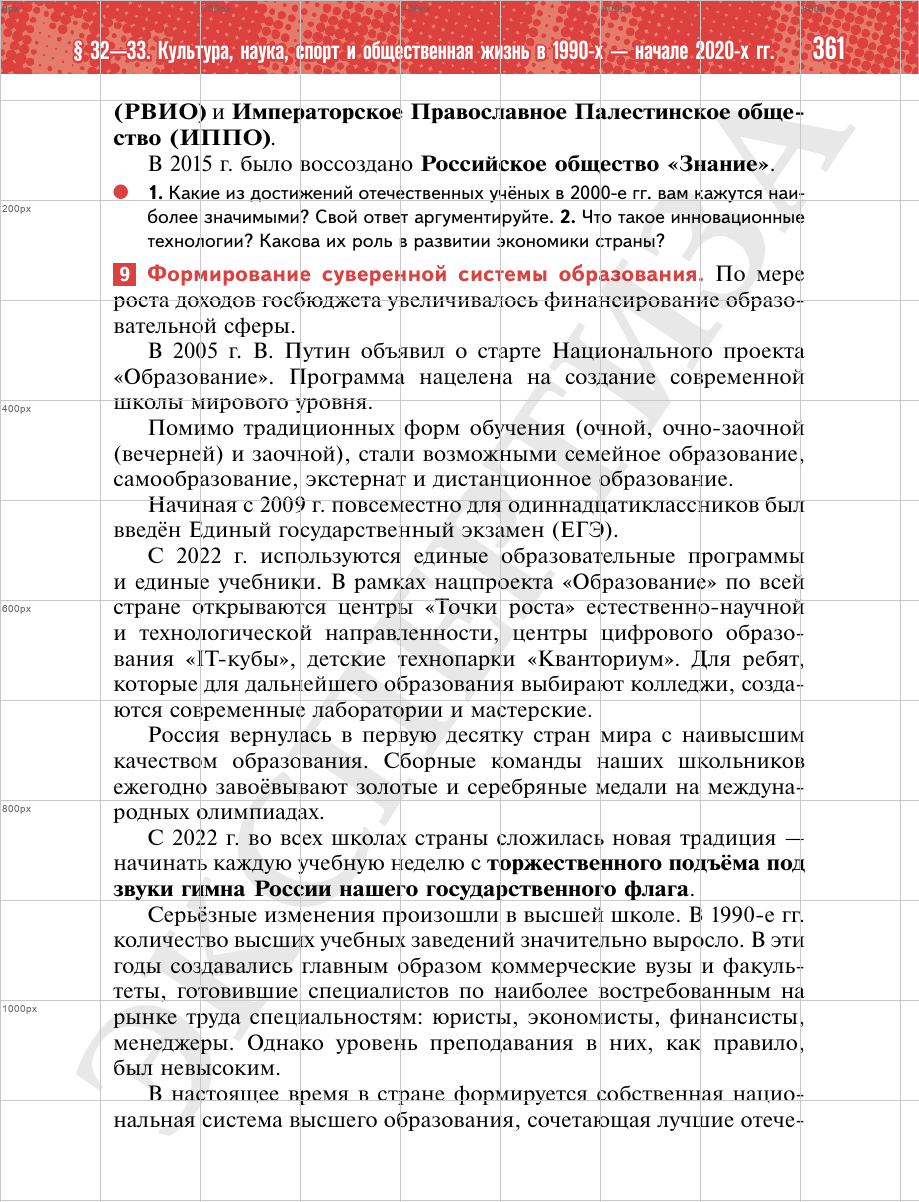 § 32—33. Культура, наука, спорт и общественная жизнь в 1990-х — начале 2020-х гг. 361
(РВИО) и Императорское Православное Палестинское обще-
ство (ИППО).
В 2015 г. было воссоздано Российское общество «Знание».
1. Какие из достижений отечественных учёных в 2000-е гг. вам кажутся наи-
более значимыми? Свой ответ аргументируйте. 2. Что такое инновационные
технологии? Какова их роль в развитии экономики страны?
200px
9 Формирование суверенной системы образования. По мере
роста доходов госбюджета увеличивалось финансирование образо-
вательной сферы.
В 2005 г. В. Путин объявил о старте Национального проекта
«Образование». Программа нацелена на создание современной
школы мирового уровня.
400px
Помимо традиционных форм обучения (очной, очно-заочной
(вечерней) и заочной), стали возможными семейное образование,
самообразование, экстернат и дистанционное образование.
Начиная с 2009 г. повсеместно для одиннадцатиклассников был
введён Единый государственный экзамен (ЕГЭ).
С 2022 г. используются единые образовательные программы
и единые учебники. В рамках нацпроекта «Образование» по всей
стране открываются центры «Точки роста» естественно-научной
600px
и технологической направленности, центры цифрового образо-
вания «IT-кубы», детские технопарки «Кванториум». Для ребят,
которые для дальнейшего образования выбирают колледжи, созда-
ются современные лаборатории и мастерские.
Россия вернулась в первую десятку стран мира с наивысшим
качеством образования. Сборные команды наших школьников
ежегодно завоёвывают золотые и серебряные медали на междуна-
родных олимпиадах.
800px
С 2022 г. во всех школах страны сложилась новая традиция —
начинать каждую учебную неделю с торжественного подъёма под
звуки гимна России нашего государственного флага.
Серьёзные изменения произошли в высшей школе. В 1990-е гг.
количество высших учебных заведений значительно выросло. В эти
годы создавались главным образом коммерческие вузы и факуль-
теты, готовившие специалистов по наиболее востребованным на
рынке труда специальностям: юристы, экономисты, финансисты,
1000px
менеджеры. Однако уровень преподавания в них, как правило,
был невысоким.
В настоящее время в стране формируется собственная нацио-
нальная система высшего образования, сочетающая лучшие отече-
ЭКСПЕРТИЗА